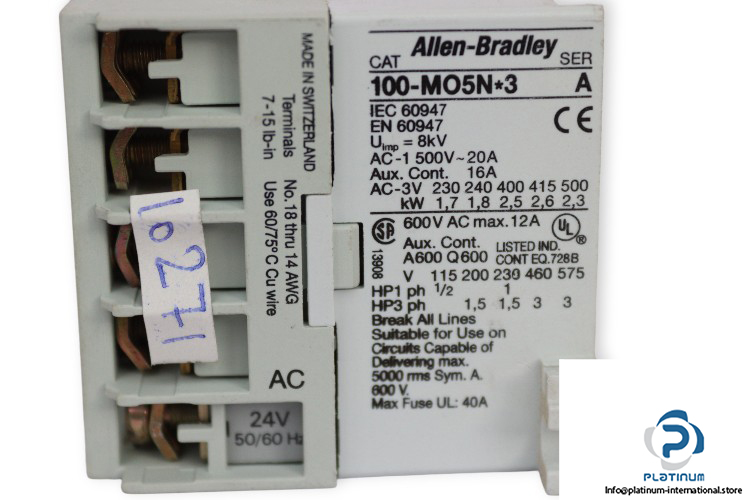 Allen-Bradley
CAT SER
100-MO5N*3 A
IEC 60947
EN 60947
Uimp = 8kV
AC-1 500V~20A
Aux. Cont. 16A
AC-3V 230 240 400 415 500
kW 1,7 1,8 2,5 2,6 2,3
CE
SA
600V AC max. 12A
UL
®
13908
Aux. Cont. LISTED IND.
A600 Q600 CONT EQ.728B
V 115 200 230 460 575
HP1 ph 1/2 1
HP3 ph 1,5 1,5 3 3
Break All Lines
Suitable for Use on
Circuits Capable of
Delivering max.
5000 rms Sym. A.
600 V.
Max Fuse UL: 40A
MADE IN SWITZERLAND
Terminals No. 18 thru 14 AWG
7-15 lb-in Use 60/75°C Cu wire
10271
AC
24V
50/60 Hz
PLATINUM
INTERNATIONAL
Info@platinum-international.store